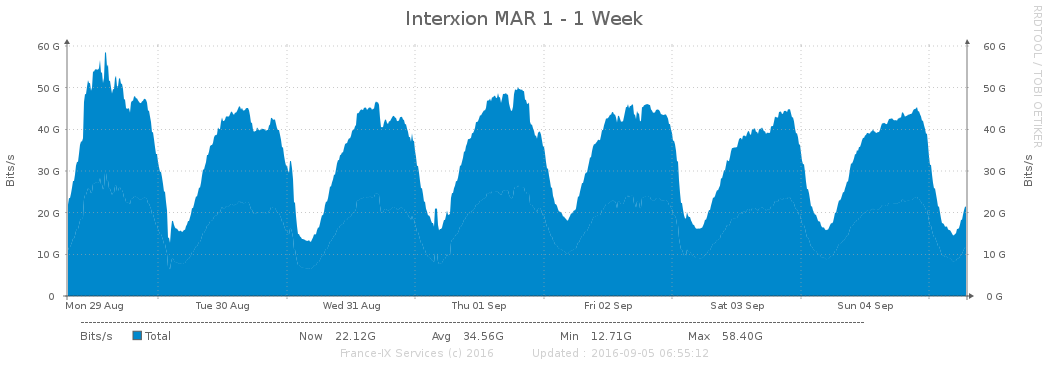 Interxion MAR 1 - 1 Week
RRDTOOL / TOBI OETIKER
60 G 60 G
50 G 50 G
40 G 40 G
30 G 30 G
20 G 20 G
10 G 10 G
0 0 G
Bits/s
Bits/s
Mon 29 Aug Tue 30 Aug Wed 31 Aug Thu 01 Sep Fri 02 Sep Sat 03 Sep Sun 04 Sep
Bits/s Total Now 22.12G Avg 34.56G Min 12.71G Max 58.40G
France-IX Services (c) 2016 Updated : 2016-09-05 06:55:12